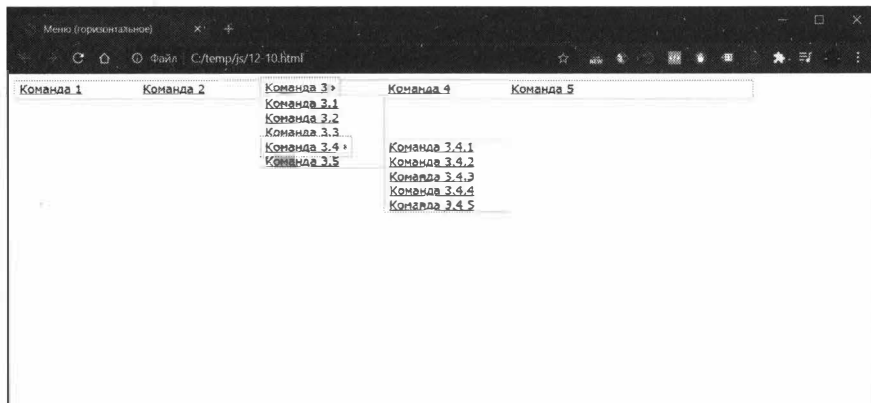 Меню (горизонтальное)
Файл C:/temp/js/12-10.html
Команда 1 Команда 2 Команда 3 › Команда 4 Команда 5
Команда 3.1
Команда 3.2
Команда 3.3
Команда 3.4 › Команда 3.4.1
Команда 3.5 Команда 3.4.2
Команда 3.4.3
Команда 3.4.4
Команда 3.4 5